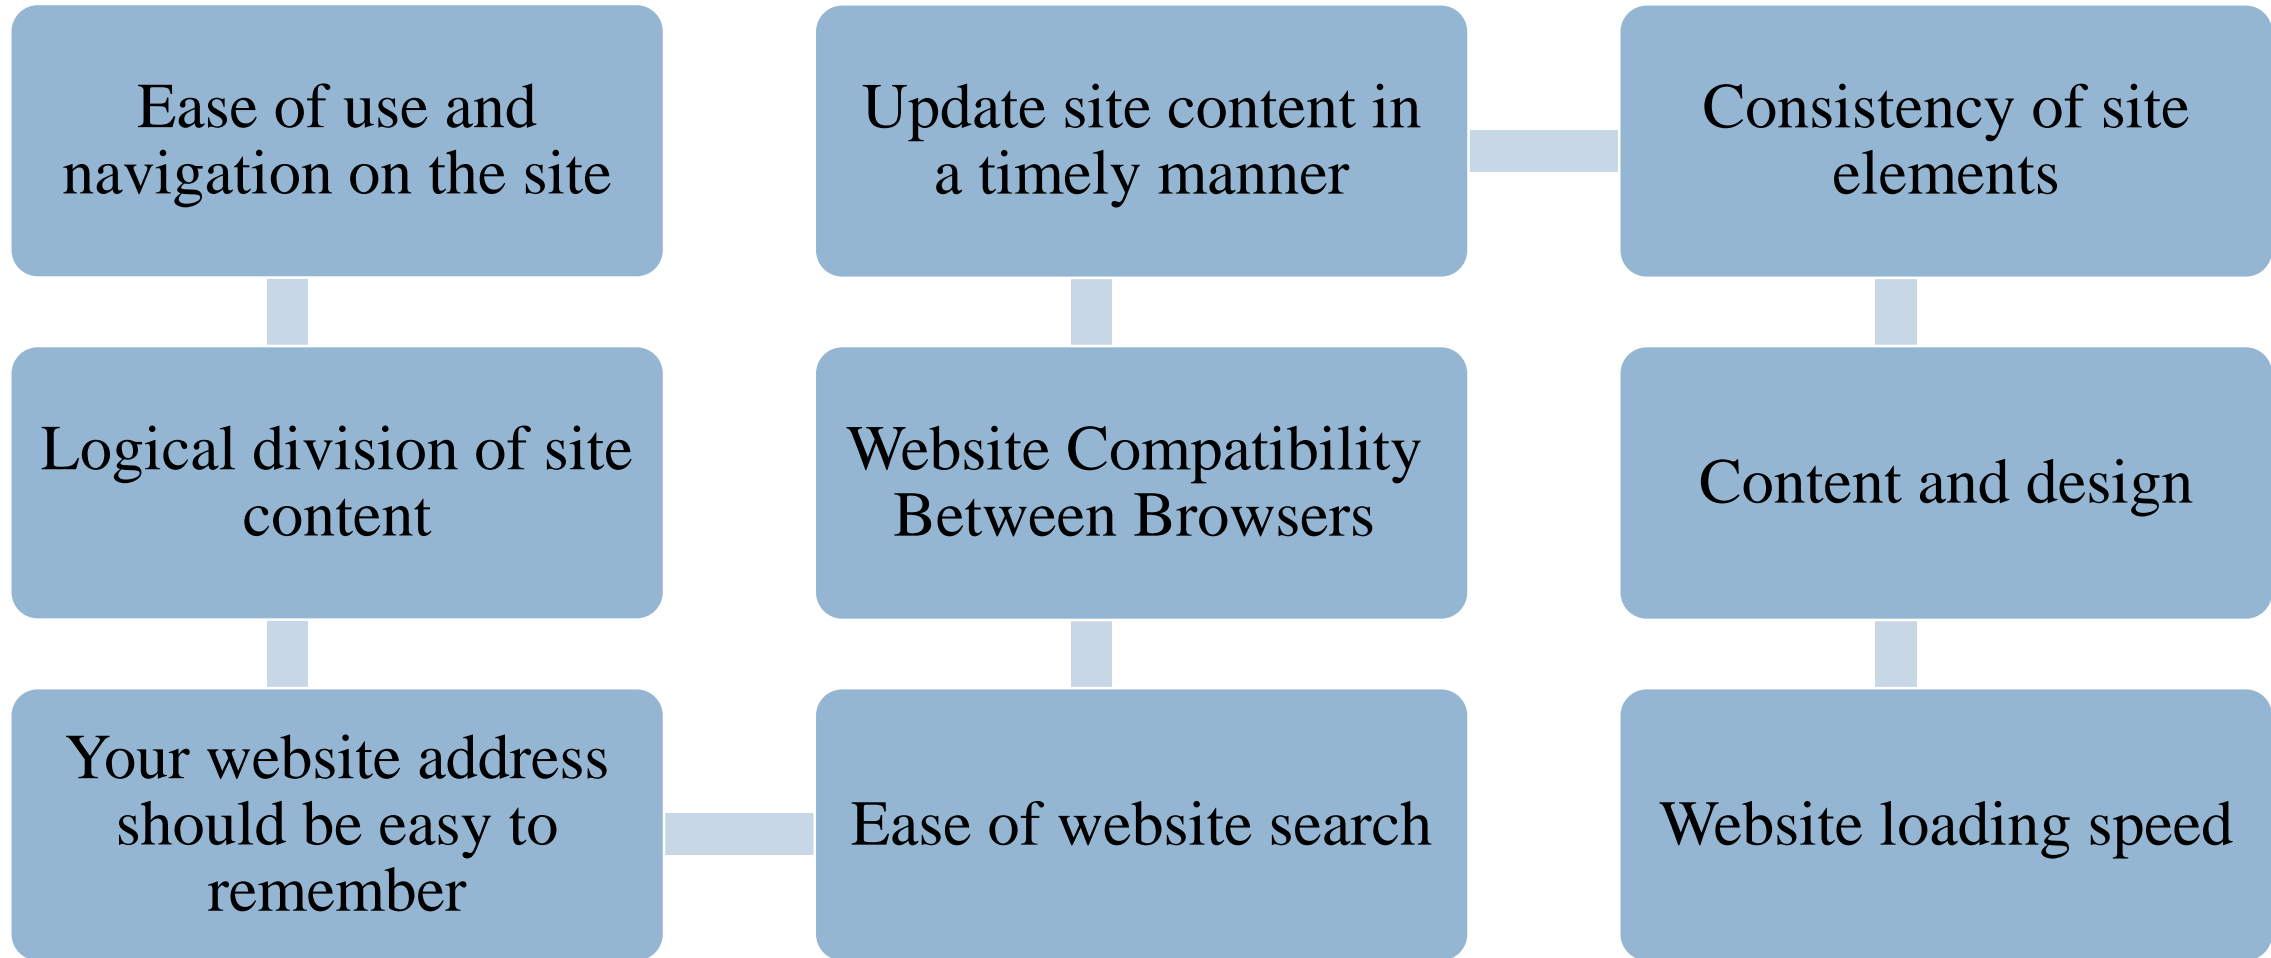 Ease of use and
navigation on the site
Logical division of site
content
Your website address
should be easy to
remember
Ease of website search
Website Compatibility
Between Browsers
Update site content in
a timely manner
Consistency of site
elements
Content and design
Website loading speed